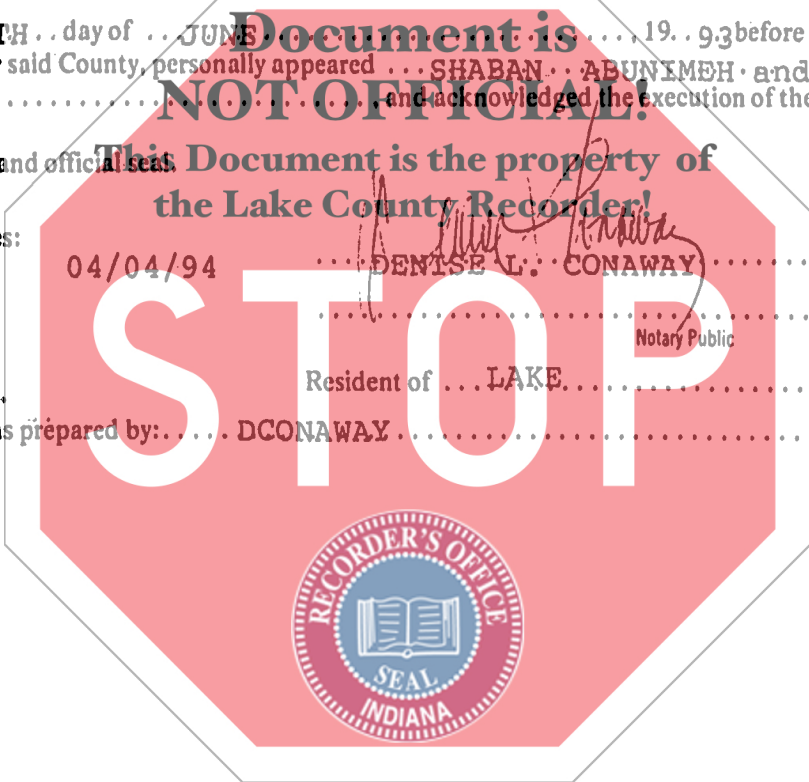 H . . day of . . . JUNE . . . . . . . . . . . . . . . . . . . . , 19 . . 93 before
Document is
said County, personally appeared . . . SHABAN . . ABUNIMEH . and
NOT OFFICIAL!
. . . . . . . . . . . . . . . . . . . . . . . . . and acknowledged the execution of the
and official seal.
This Document is the property of
the Lake County Recorder!
s:
04/04/94
DENISE L. CONAWAY
STOP
Notary Public
Resident of . . . LAKE . . . . . . . . . . . . . . . .
s prepared by: . . . . . DCONAWAY . . . . . . . . . . . . . . . . . . . . . . . . . . .
RECORDER'S OFFICE
SEAL
INDIANA